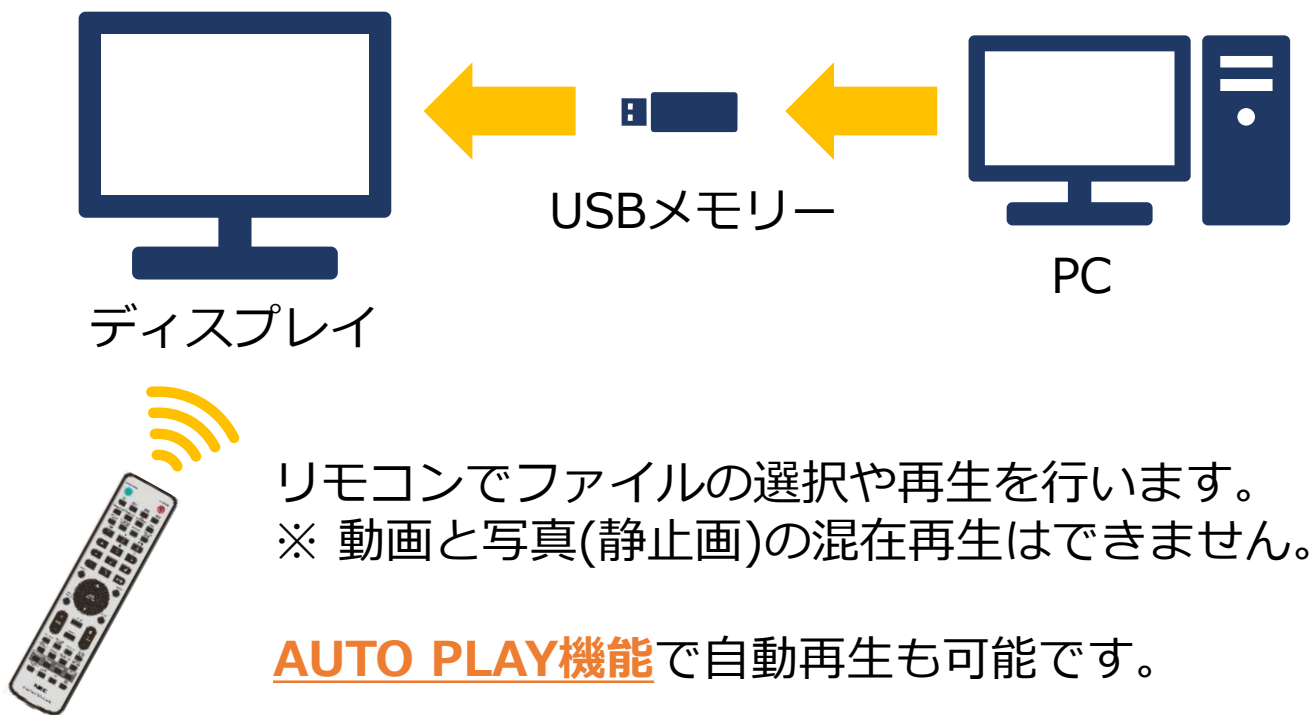 USBメモリー
PC
ディスプレイ
リモコンでファイルの選択や再生を行います。
※ 動画と写真(静止画)の混在再生はできません。
AUTO PLAY機能で自動再生も可能です。
NEC